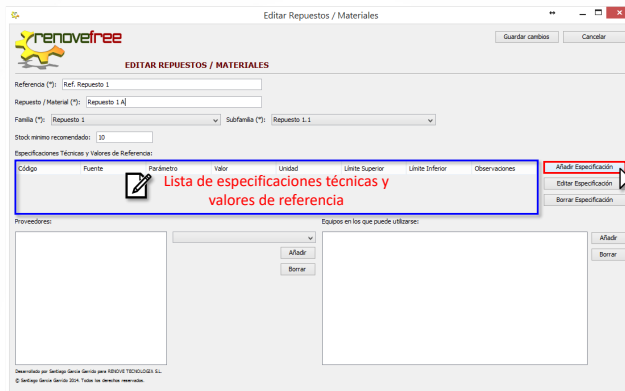 Editar Repuestos / Materiales
renovefree
Guardar cambios
Cancelar
EDITAR REPUESTOS / MATERIALES
Referencia (*): Ref. Repuesto 1
Repuesto / Material (*): Repuesto 1 A
Familia (*): Repuesto 1 Subfamilia (*): Repuesto 1.1
Stock minimo recomendado: 10
Especificaciones Técnicas y Valores de Referencia:
Código Fuente Parámetro Valor Unidad Límite Superior Límite Inferior Observaciones
Añadir Especificación
Lista de especificaciones técnicas y
valores de referencia
Editar Especificación
Borrar Especificación
Proveedores:
Equipos en los que puede utilizarse:
Añadir
Borrar
Añadir
Borrar
Desarrollado por Santiago García Garrido para RENOVE TECNOLOGÍA S.L.
© Santiago García Garrido 2014. Todos los derechos reservados.